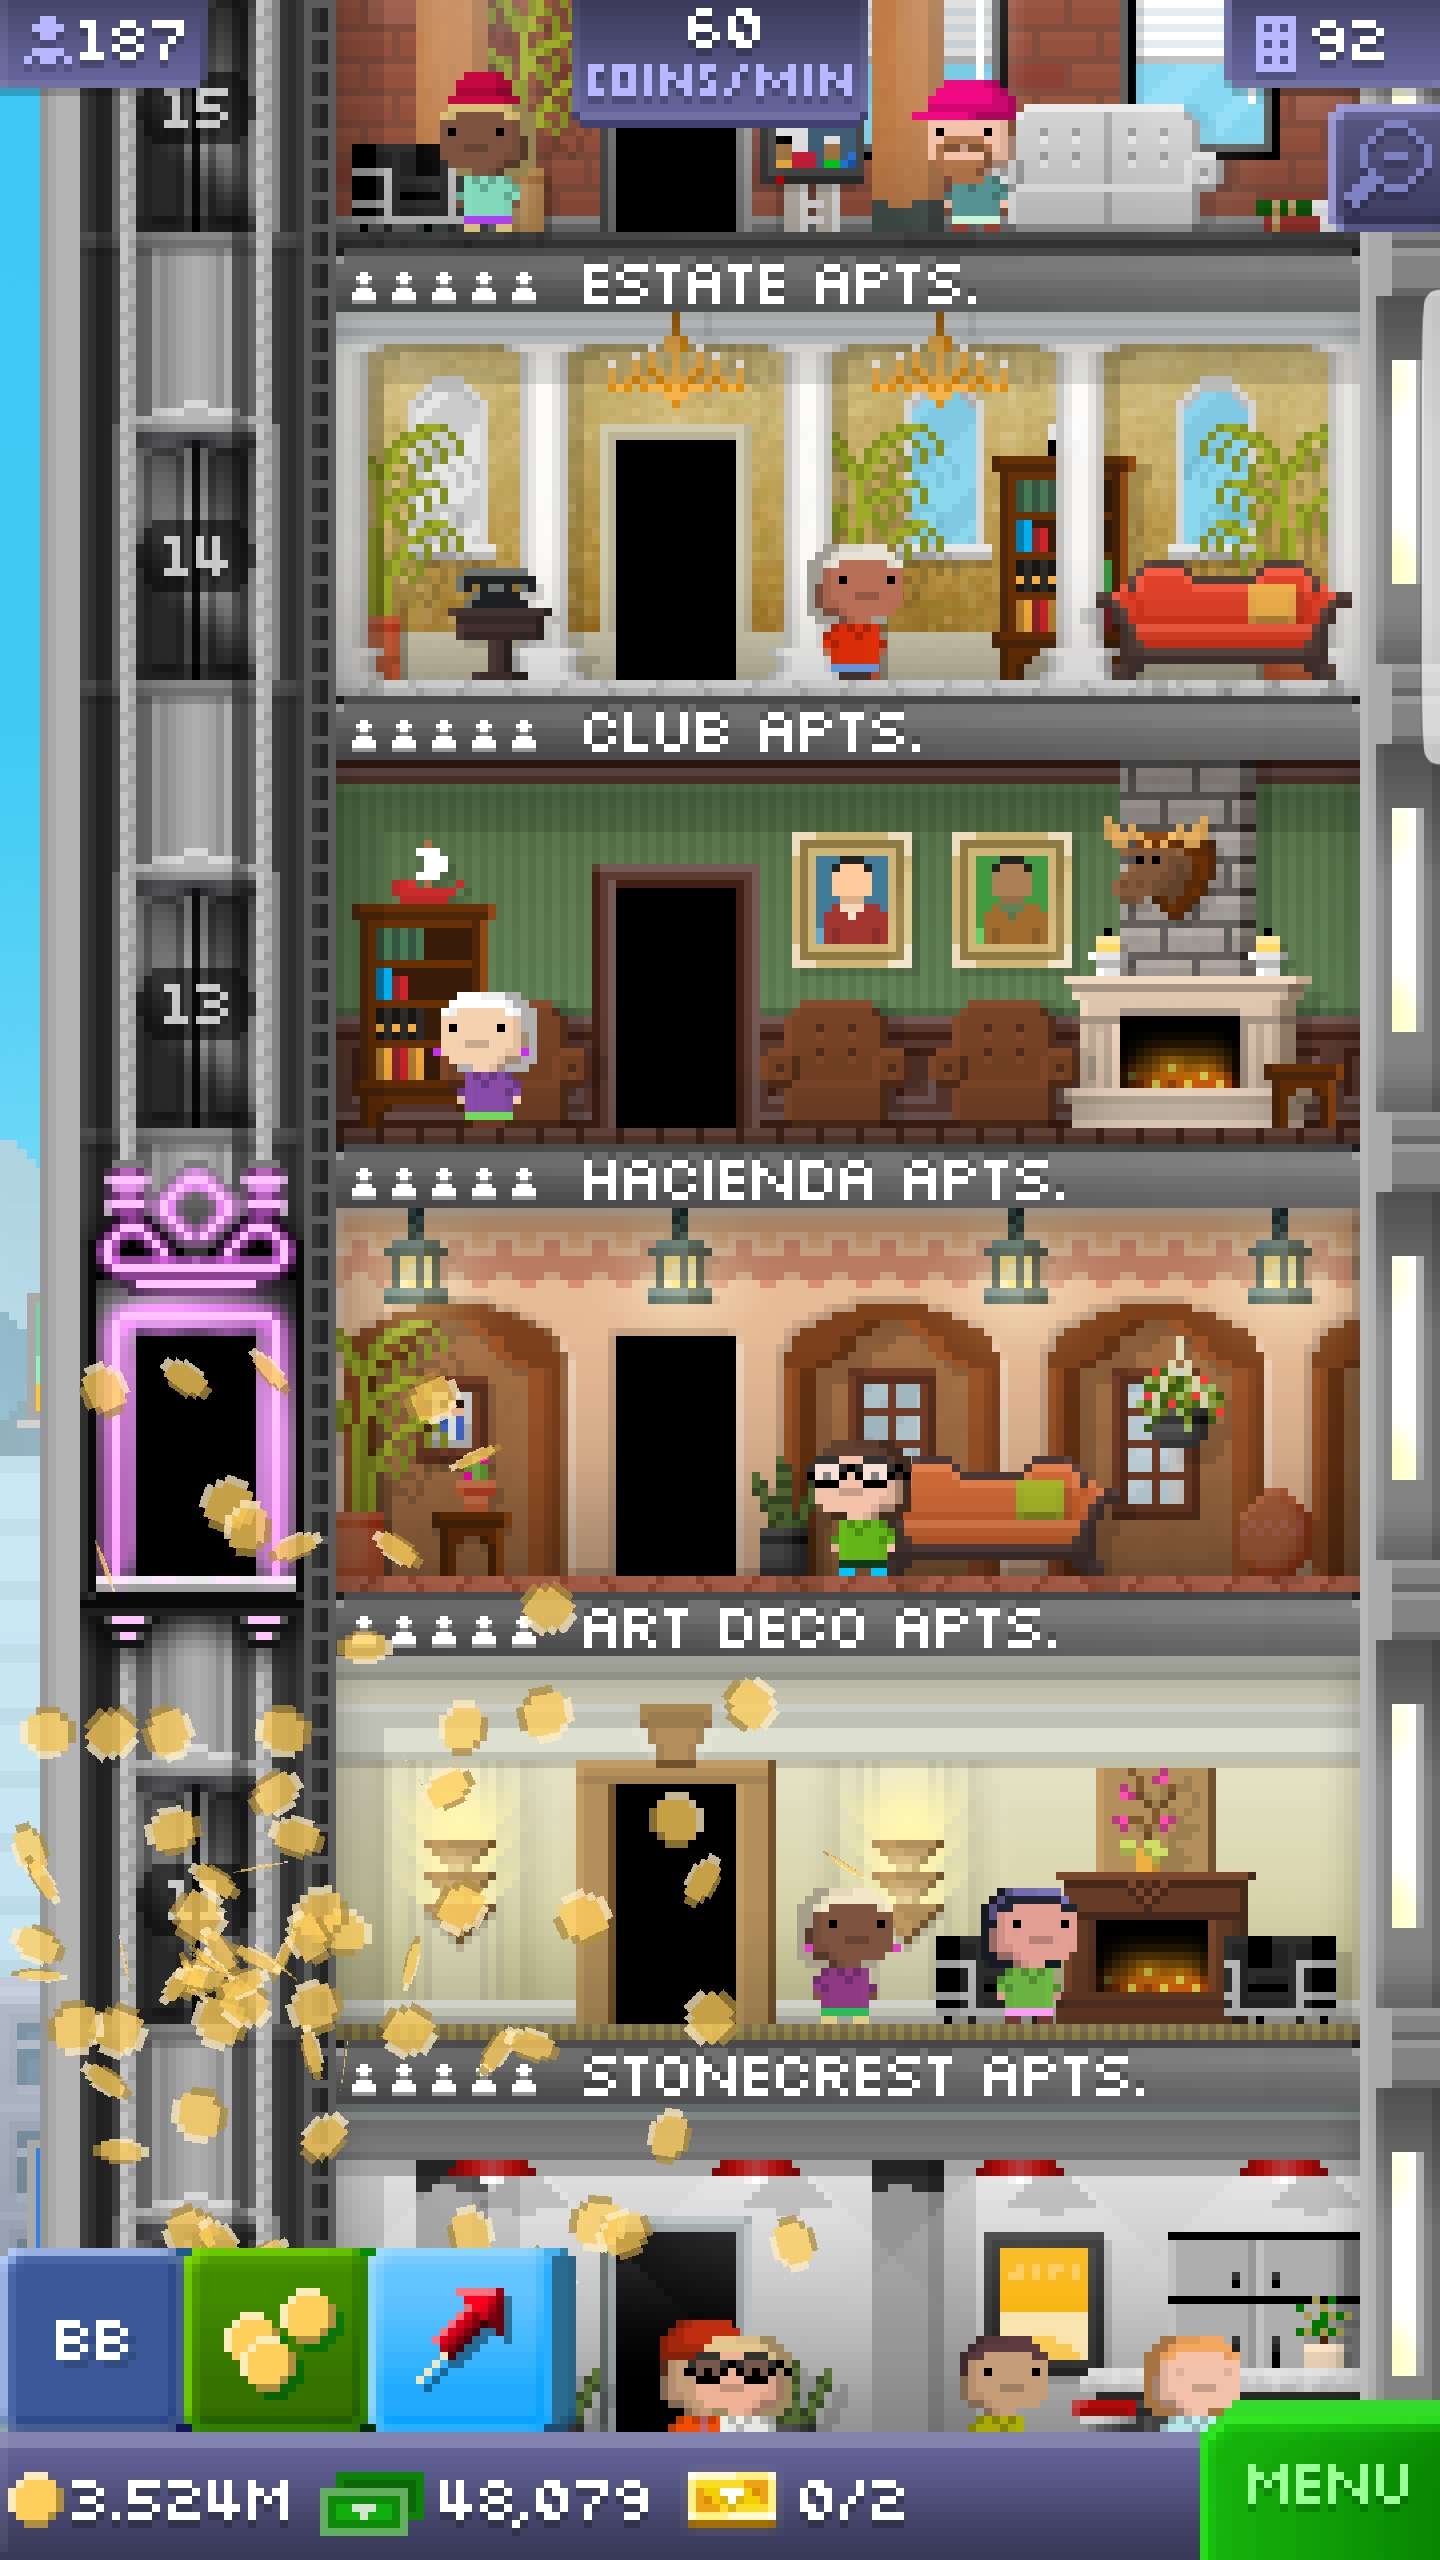 187
60
COINS/MIN
92
15
ESTATE APTS.
14
CLUB APTS.
13
HACIENDA APTS.
ART DECO APTS.
STONECREST APTS.
BB
3.524M
48,079
0/2
MENU